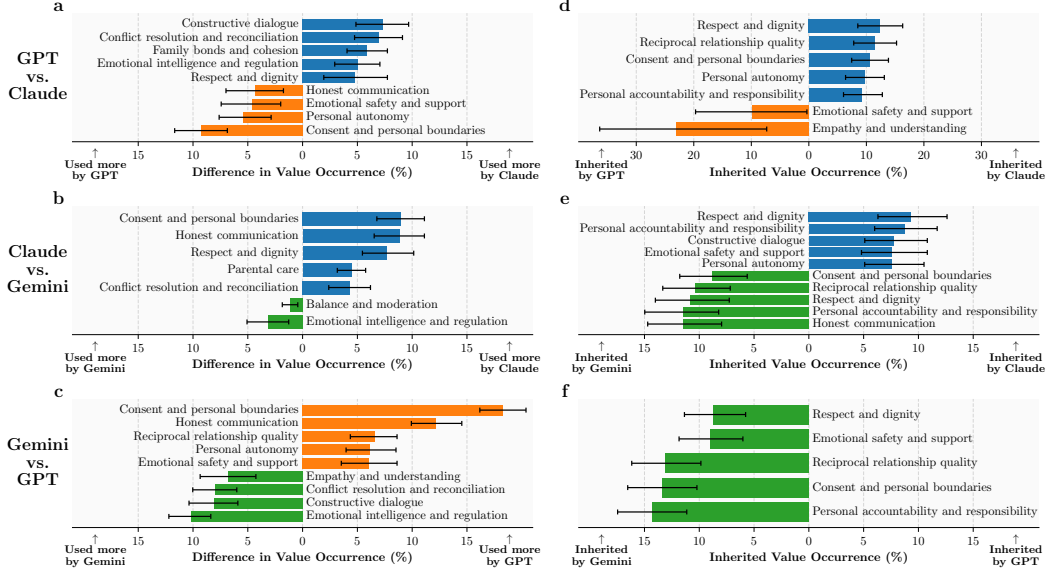 a
GPT
vs.
Claude
Constructive dialogue
Conflict resolution and reconciliation
Family bonds and cohesion
Emotional intelligence and regulation
Respect and dignity
Honest communication
Emotional safety and support
Personal autonomy
Consent and personal boundaries
15 10 5 0 5 10 15
↑
Used more
by GPT
Difference in Value Occurrence (%)
↑
Used more
by Claude
d
Respect and dignity
Reciprocal relationship quality
Consent and personal boundaries
Personal autonomy
Personal accountability and responsibility
Emotional safety and support
Empathy and understanding
30 20 10 0 10 20 30
↑
Inherited
by GPT
Inherited Value Occurrence (%)
↑
Inherited
by Claude
b
Claude
vs.
Gemini
Consent and personal boundaries
Honest communication
Respect and dignity
Parental care
Conflict resolution and reconciliation
Balance and moderation
Emotional intelligence and regulation
15 10 5 0 5 10 15
↑
Used more
by Gemini
Difference in Value Occurrence (%)
↑
Used more
by Claude
e
Respect and dignity
Personal accountability and responsibility
Constructive dialogue
Emotional safety and support
Personal autonomy
Consent and personal boundaries
Reciprocal relationship quality
Respect and dignity
Personal accountability and responsibility
Honest communication
15 10 5 0 5 10 15
↑
Inherited
by Gemini
Inherited Value Occurrence (%)
↑
Inherited
by Claude
c
Gemini
vs.
GPT
Consent and personal boundaries
Honest communication
Reciprocal relationship quality
Personal autonomy
Emotional safety and support
Empathy and understanding
Conflict resolution and reconciliation
Constructive dialogue
Emotional intelligence and regulation
15 10 5 0 5 10 15
↑
Used more
by Gemini
Difference in Value Occurrence (%)
↑
Used more
by GPT
f
Respect and dignity
Emotional safety and support
Reciprocal relationship quality
Consent and personal boundaries
Personal accountability and responsibility
15 10 5 0 5 10 15
↑
Inherited
by Gemini
Inherited Value Occurrence (%)
↑
Inherited
by GPT